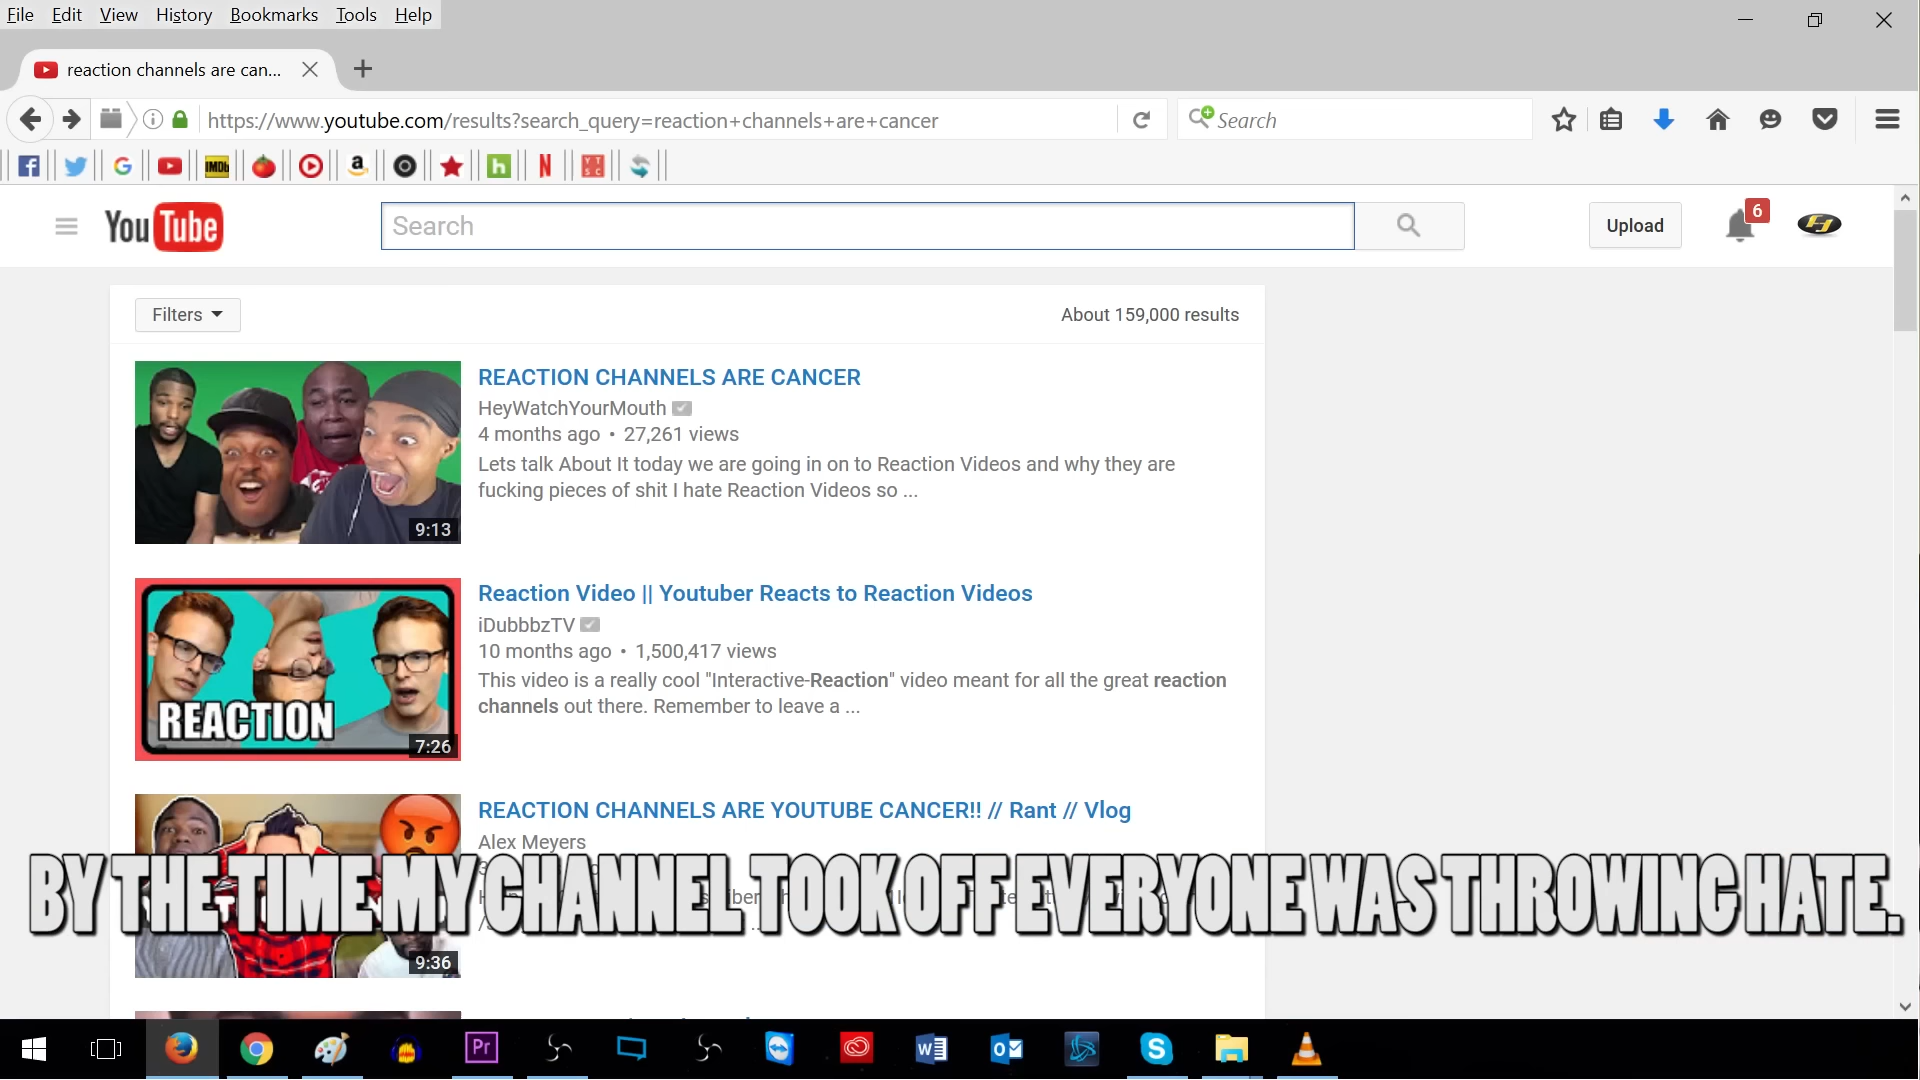 File Edit View History Bookmarks Tools Help
reaction channels are can...
https://www.youtube.com/results?search_query=reaction+channels+are+cancer
Search
YouTube
Search
Upload
6
Filters
About 159,000 results
REACTION CHANNELS ARE CANCER
HeyWatchYourMouth
4 months ago • 27,261 views
Lets talk About It today we are going in on to Reaction Videos and why they are
fucking pieces of shit I hate Reaction Videos so ...
9:13
Reaction Video || Youtuber Reacts to Reaction Videos
iDubbbzTV
10 months ago • 1,500,417 views
This video is a really cool "Interactive-Reaction" video meant for all the great reaction
channels out there. Remember to leave a ...
REACTION
7:26
REACTION CHANNELS ARE YOUTUBE CANCER!! // Rant // Vlog
Alex Meyers
BY THE TIME MY CHANNEL TOOK OFF EVERYONE WAS THROWING HATE.
9:36